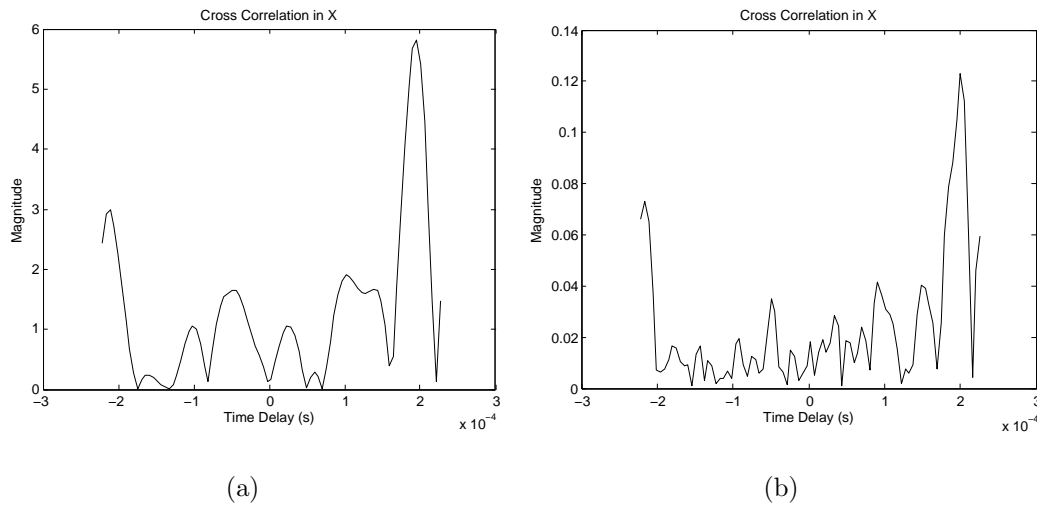 Cross Correlation in X
6
5
4
3
2
1
0
Magnitude
−3 −2 −1 0 1 2 3
Time Delay (s)
x 10⁻⁴
(a)
Cross Correlation in X
0.14
0.12
0.1
0.08
0.06
0.04
0.02
0
Magnitude
−3 −2 −1 0 1 2 3
Time Delay (s)
x 10⁻⁴
(b)